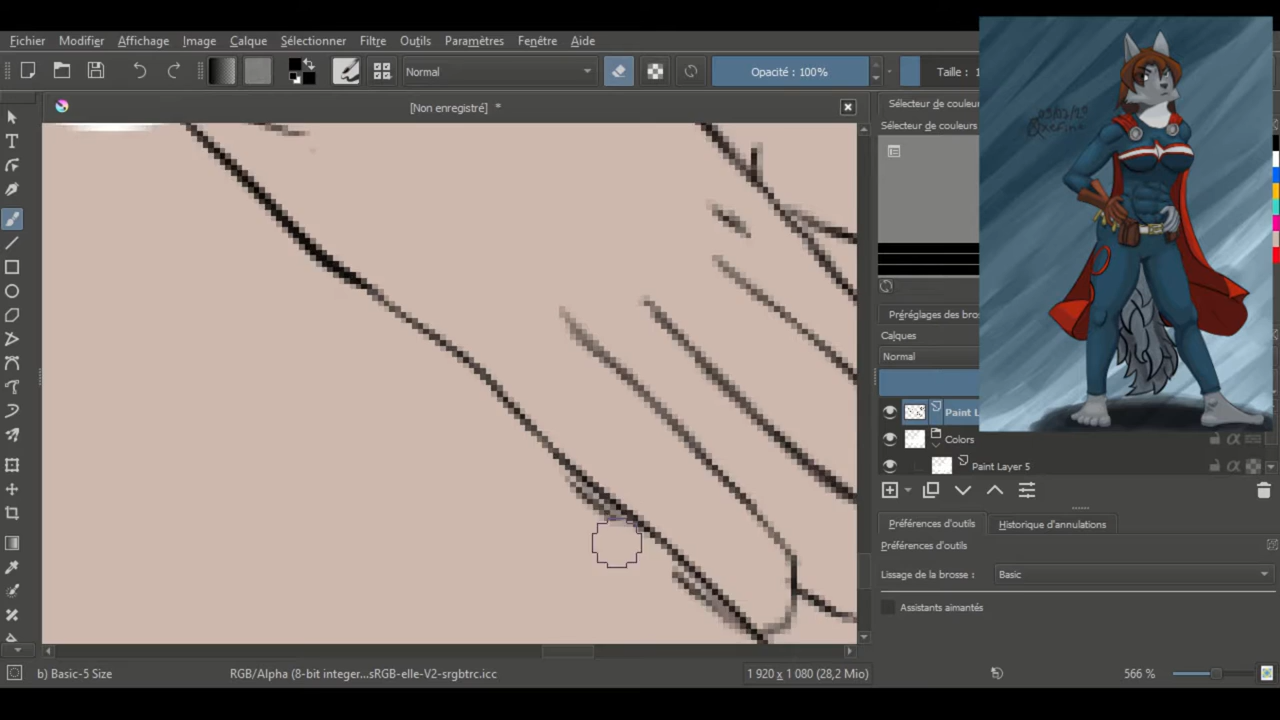 Fichier Modifier Affichage Image Calque Sélectionner Filtre Outils Paramètres Fenêtre Aide
Normal Opacité : 100% Taille : 1
[Non enregistré] *
Sélecteur de couleurs
Sélecteur de couleurs
Préréglages des bros
Calques
Normal
Paint L
Colors
Paint Layer 5
Préférences d'outils Historique d'annulations
Préférences d'outils
Lissage de la brosse : Basic
Assistants aimantés
b) Basic-5 Size RGB/Alpha (8-bit integer...sRGB-elle-V2-srgbtrc.icc 1 920 x 1 080 (28,2 Mio) 566 %